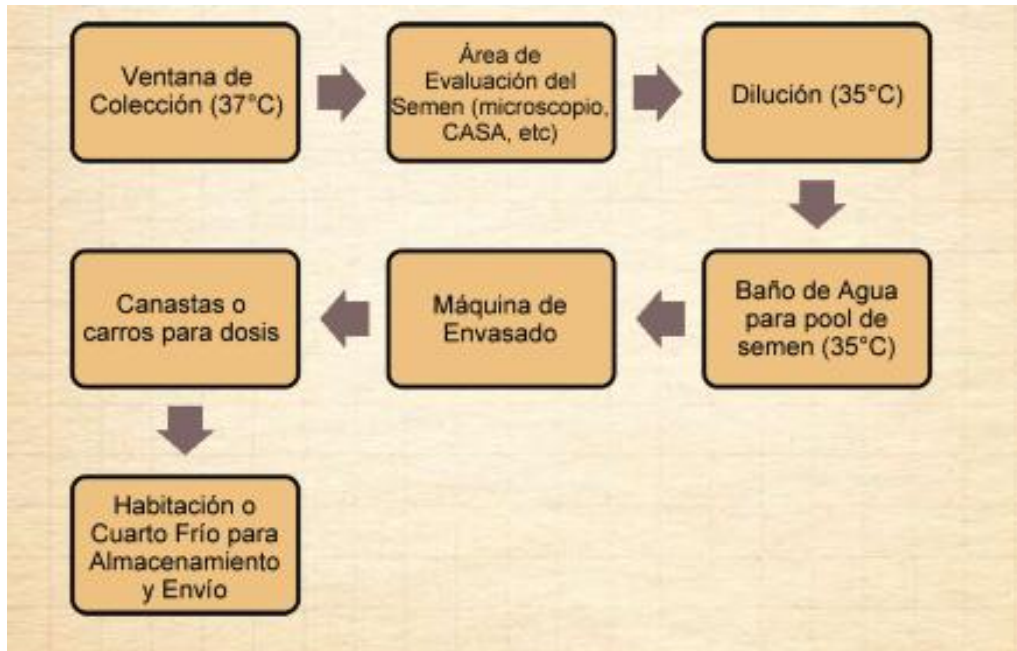 Ventana de
Colección (37°C)
Área de
Evaluación del
Semen (microscopio,
CASA, etc)
Dilución (35°C)
Baño de Agua
para pool de
semen (35°C)
Máquina de
Envasado
Canastas o
carros para dosis
Habitación o
Cuarto Frío para
Almacenamiento
y Envío